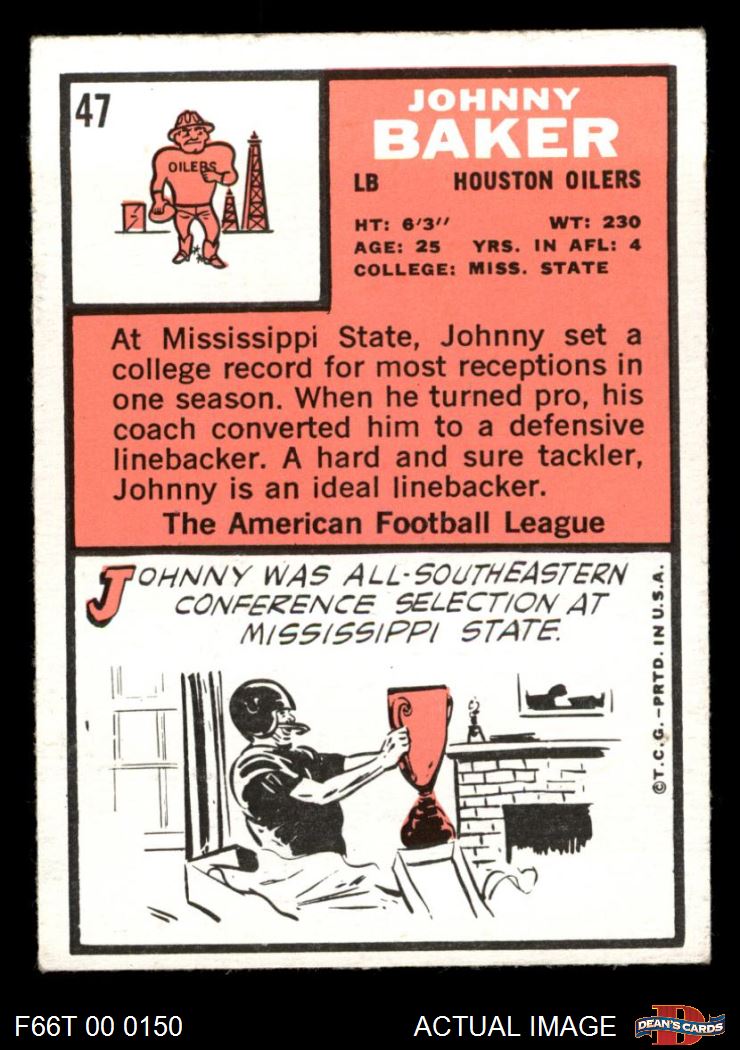 47
OILERS
JOHNNY
BAKER
LB HOUSTON OILERS
HT: 6'3" WT: 230
AGE: 25 YRS. IN AFL: 4
COLLEGE: MISS. STATE
At Mississippi State, Johnny set a
college record for most receptions in
one season. When he turned pro, his
coach converted him to a defensive
linebacker. A hard and sure tackler,
Johnny is an ideal linebacker.
The American Football League
JOHNNY WAS ALL-SOUTHEASTERN
CONFERENCE SELECTION AT
MISSISSIPPI STATE.
©T.C.G.—PRTD. IN U.S.A.
F66T 00 0150
ACTUAL IMAGE
D
DEAN'S CARDS